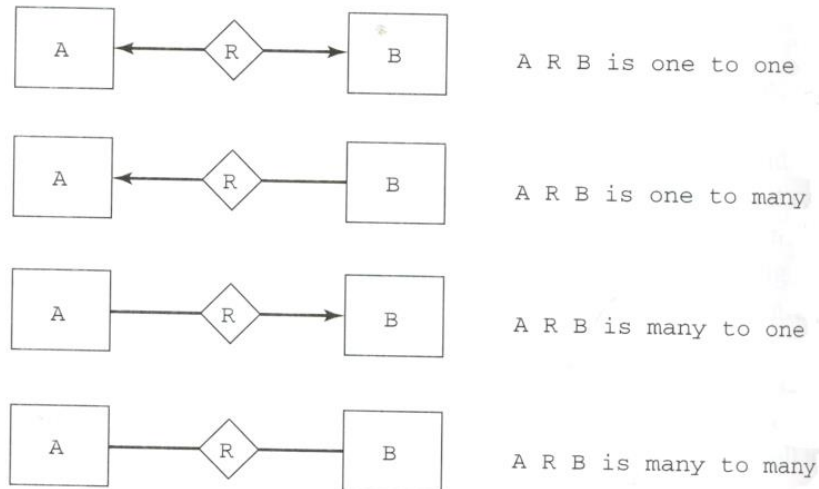 A R B A R B is one to one
A R B A R B is one to many
A R B A R B is many to one
A R B A R B is many to many